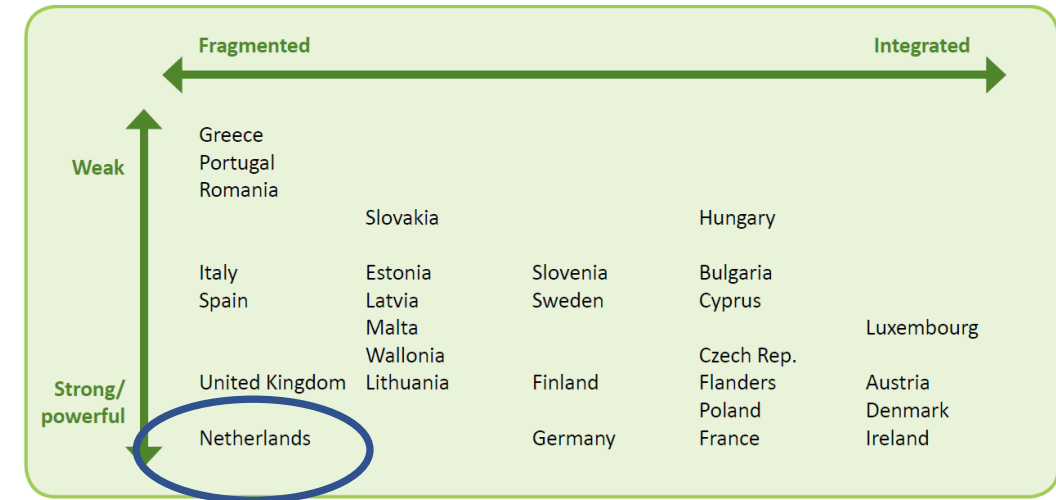 Fragmented Integrated
Weak
Greece
Portugal
Romania
Slovakia Hungary
Italy Estonia Slovenia Bulgaria
Spain Latvia Sweden Cyprus
Malta Luxembourg
Wallonia Czech Rep.
Strong/
powerful
United Kingdom Lithuania Finland Flanders Austria
Poland Denmark
Netherlands Germany France Ireland